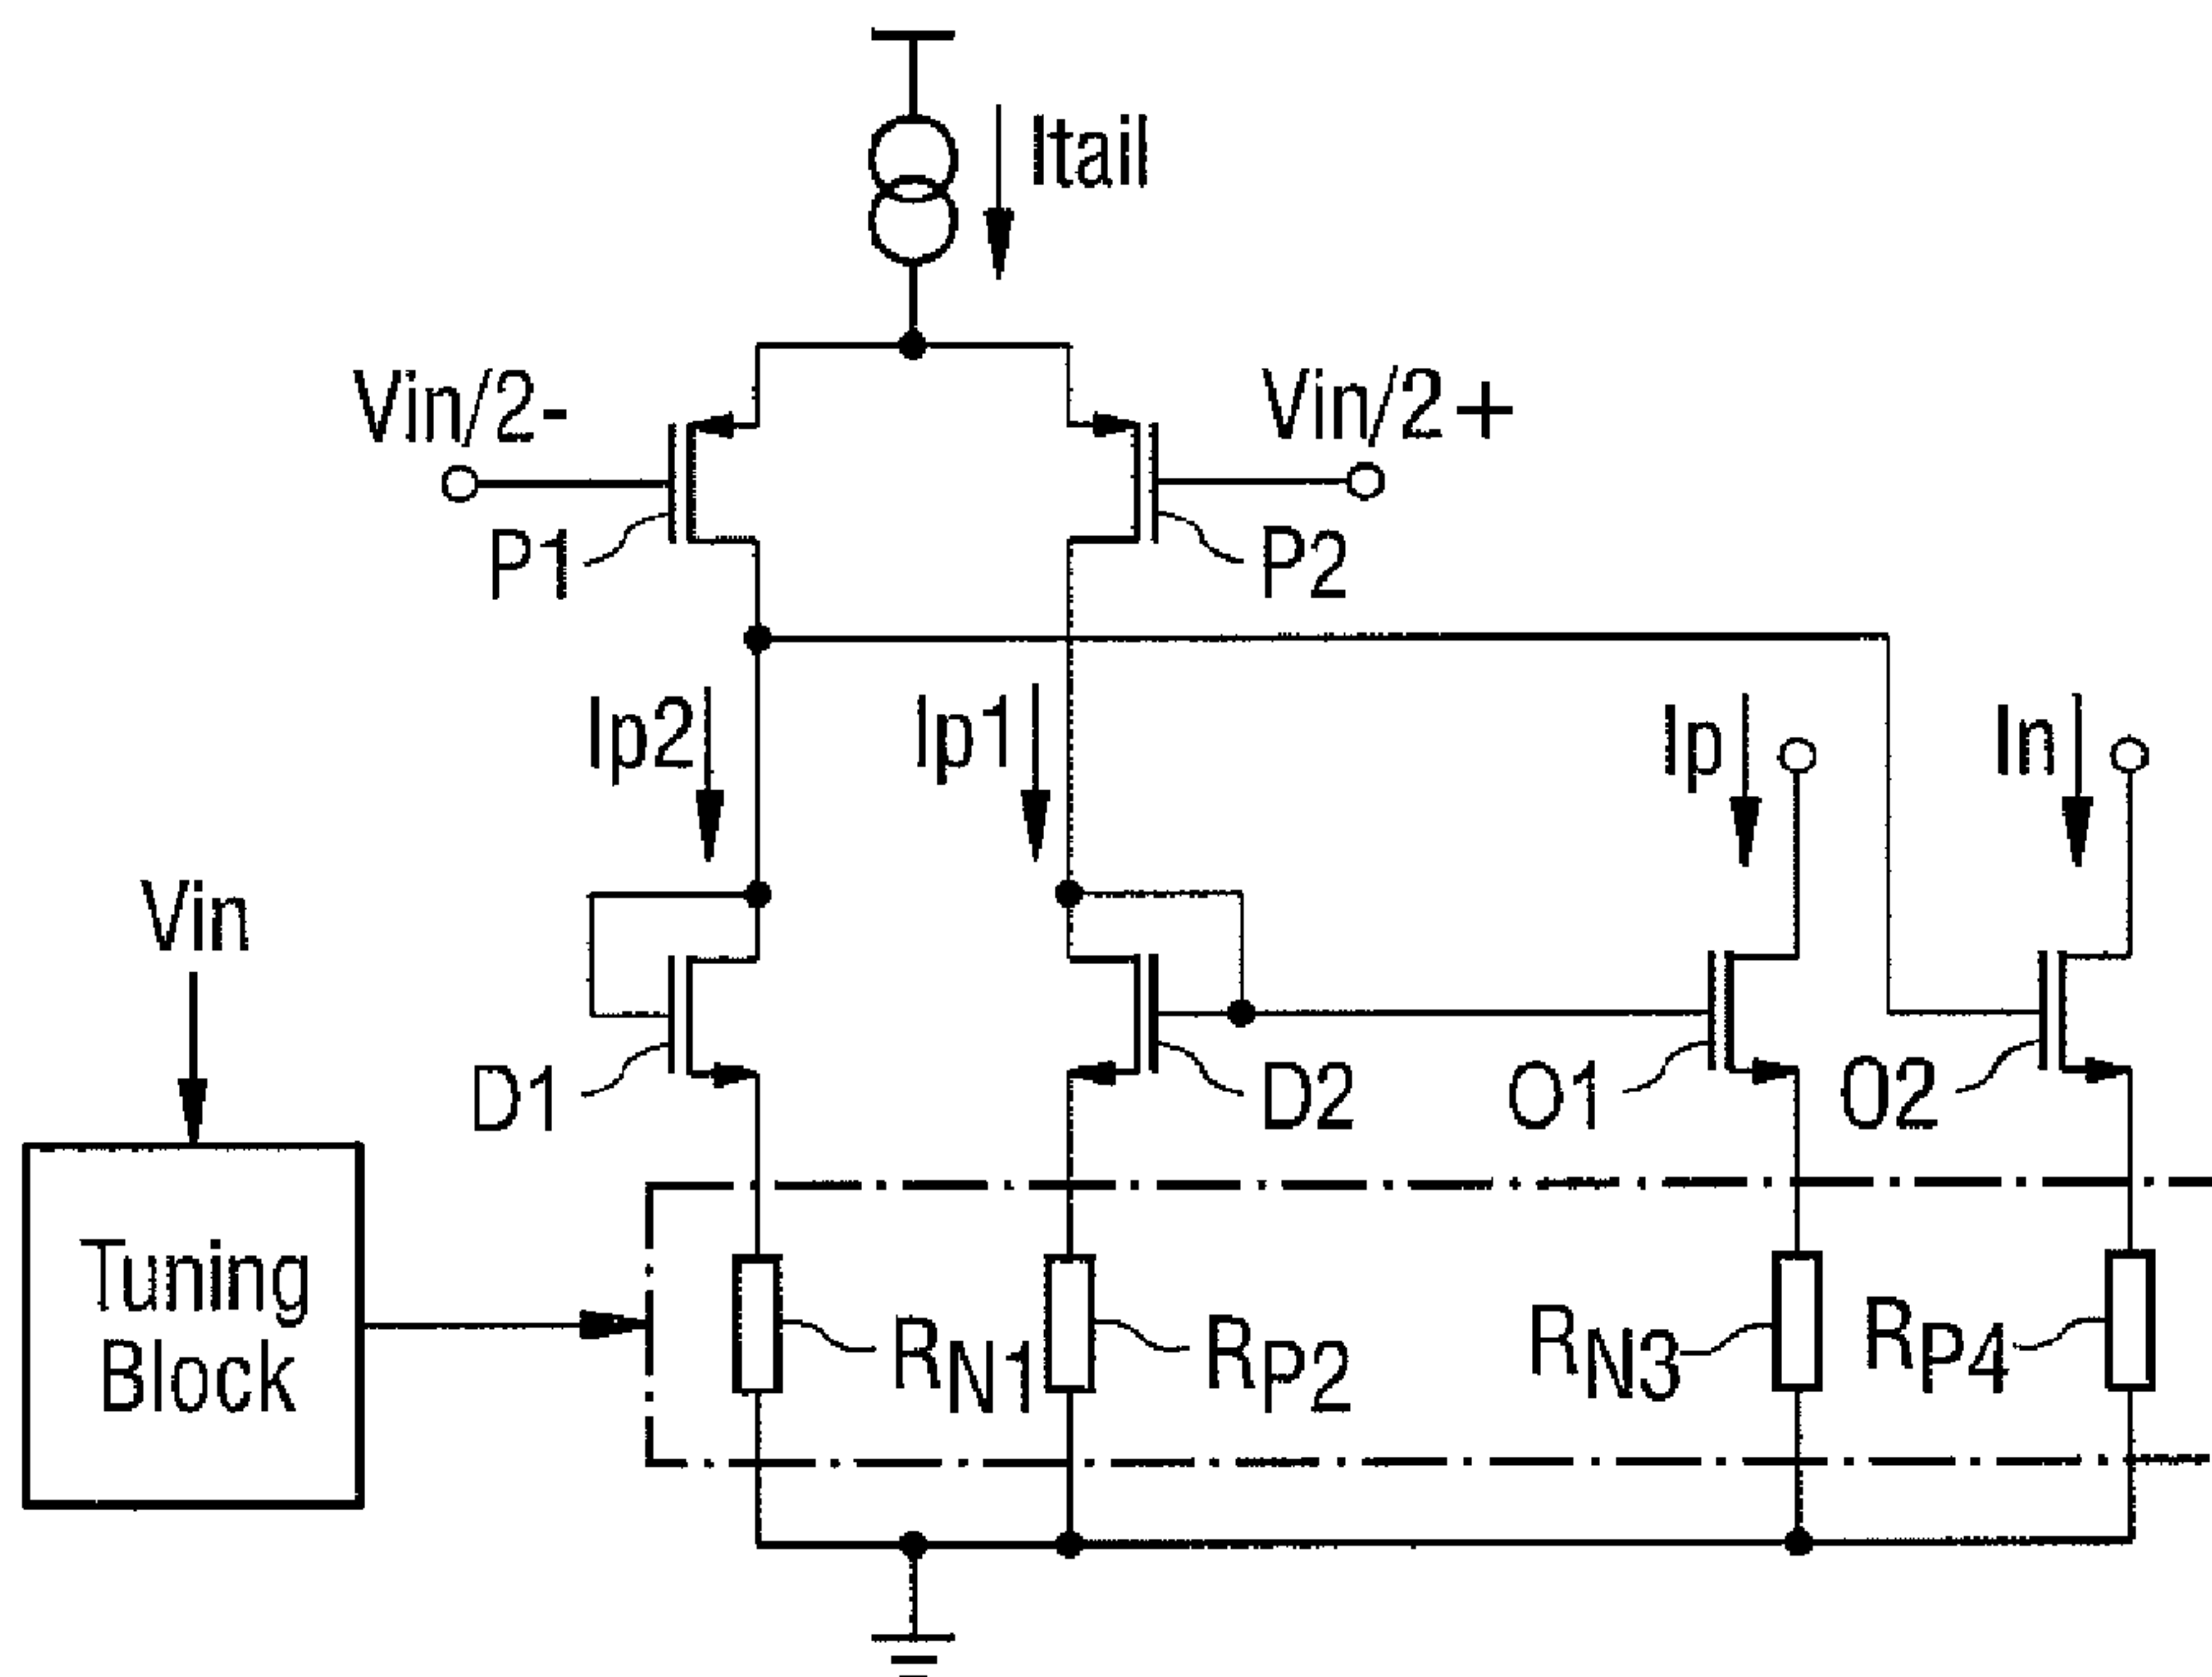 Itail
Vin/2-
Vin/2+
P1
P2
Ip2
Ip1
Ip
In
Vin
D1
D2
O1
O2
Tuning
Block
RN1
RP2
RN3
RP4